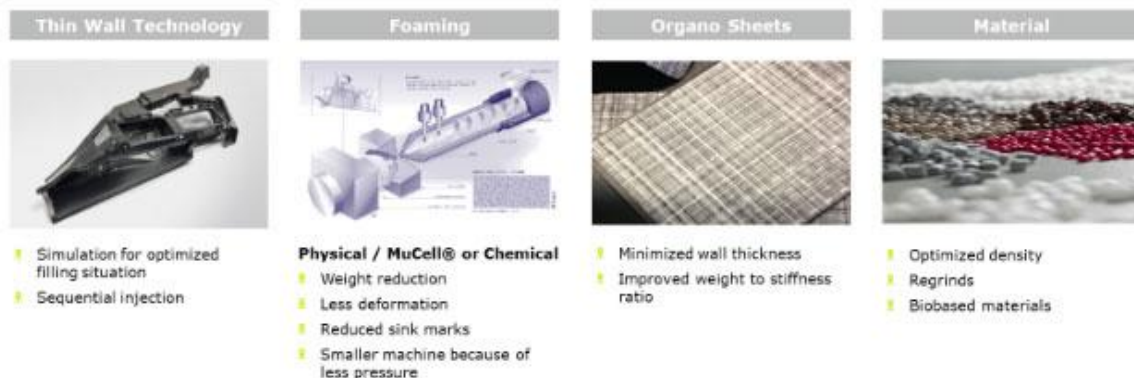 Thin Wall Technology
Simulation for optimized
filling situation
Sequential injection
Foaming
Physical / MuCell® or Chemical
Weight reduction
Less deformation
Reduced sink marks
Smaller machine because of
less pressure
Organo Sheets
Minimized wall thickness
Improved weight to stiffness
ratio
Material
Optimized density
Regrinds
Biobased materials